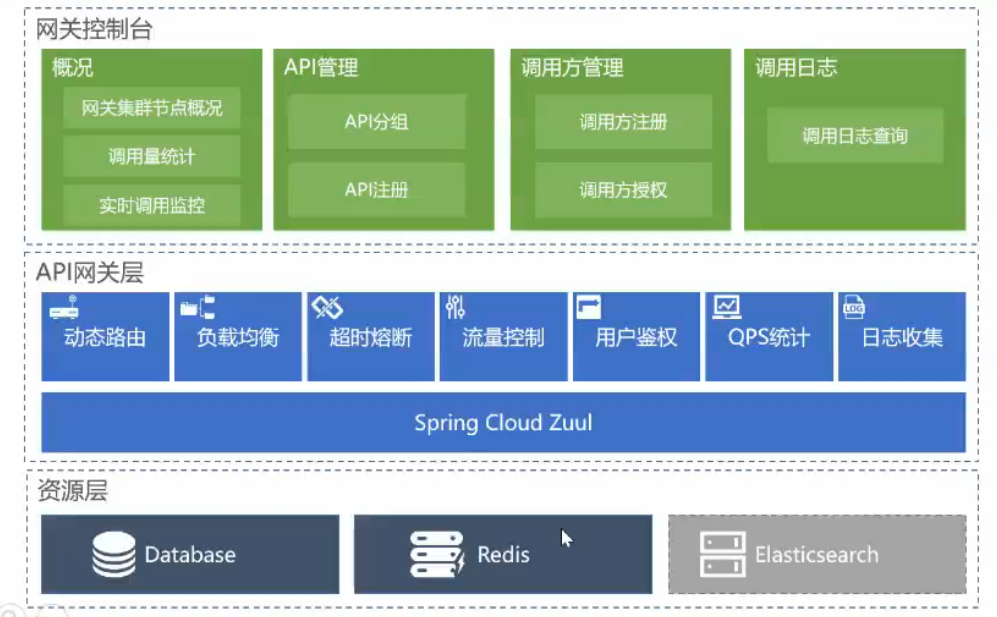 网关控制台
概况
API管理
调用方管理
调用日志
网关集群节点概况
调用量统计
实时调用监控
API分组
API注册
调用方注册
调用方授权
调用日志查询
API网关层
动态路由
负载均衡
超时熔断
流量控制
用户鉴权
QPS统计
LOG
日志收集
Spring Cloud Zuul
资源层
Database
Redis
Elasticsearch